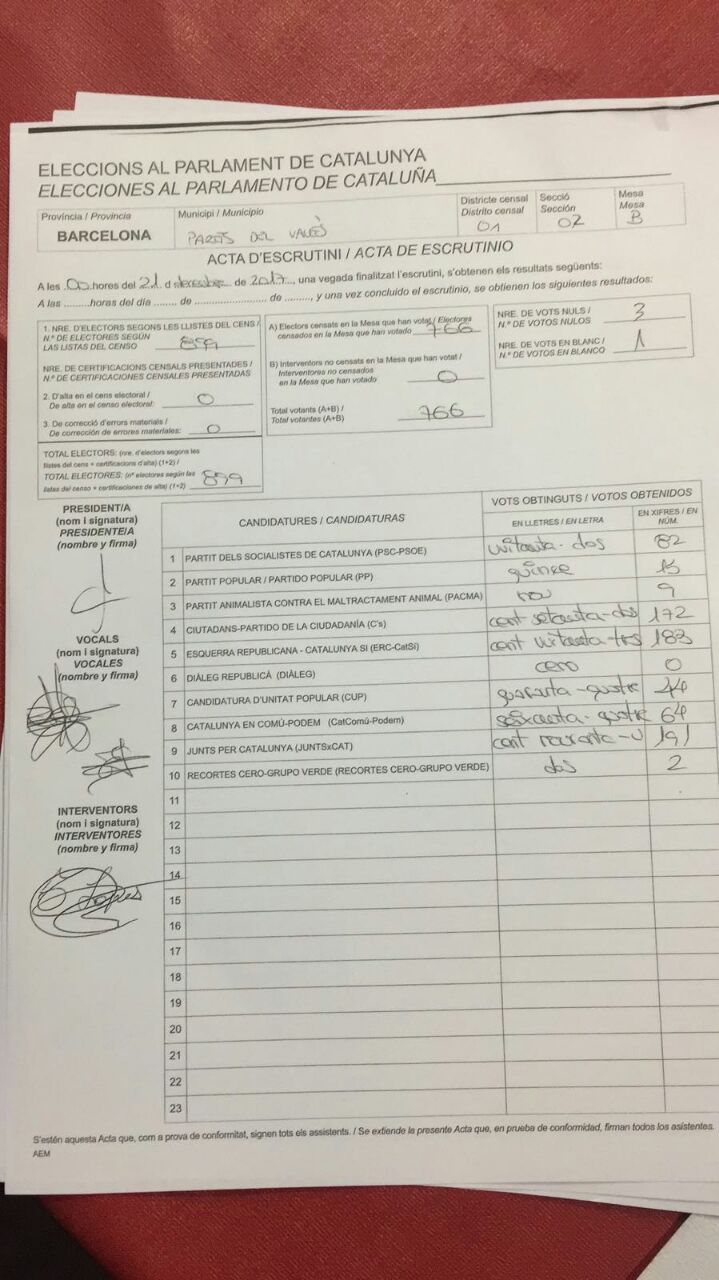 ELECCIONS AL PARLAMENT DE CATALUNYA
ELECCIONES AL PARLAMENTO DE CATALUÑA
Província / Provincia
BARCELONA
Municipi / Municipio
PARETS DEL VALLÈS
Districte censal
Distrito censal
01
Secció
Sección
02
Mesa
Mesa
B
ACTA D'ESCRUTINI / ACTA DE ESCRUTINIO
A les 00 hores del 21 d desembre de 2017, una vegada finalitzat l'escrutini, s'obtenen els resultats següents:
A las .........horas del día ........ de ......................... de ........., y una vez concluido el escrutinio, se obtienen los siguientes resultados:
1. NRE. D'ELECTORS SEGONS LES LLISTES DEL CENS /
N.º DE ELECTORES SEGÚN
LAS LISTAS DEL CENSO 899
NRE. DE CERTIFICACIONS CENSALS PRESENTADES /
N.º DE CERTIFICACIONES CENSALES PRESENTADAS
2. D'alta en el cens electoral /
De alta en el censo electoral: 0
3. De correcció d'errors materials /
De corrección de errores materiales: 0
TOTAL ELECTORS: (nre. d'electors segons les
llistes del cens + certificacions d'alta) (1+2) /
TOTAL ELECTORES: (nº electores según las
listas del censo + certificaciones de alta) (1+2) 899
A) Electors censats en la Mesa que han votat / Electores
censados en la Mesa que han votado 766
B) Interventors no censats en la Mesa que han votat /
Interventores no censados
en la Mesa que han votado 0
Total votants (A+B) /
Total votantes (A+B) 766
NRE. DE VOTS NULS /
N.º DE VOTOS NULOS 3
NRE. DE VOTS EN BLANC /
N.º DE VOTOS EN BLANCO 1
PRESIDENT/A
(nom i signatura)
PRESIDENTE/A
(nombre y firma)
VOCALS
(nom i signatura)
VOCALES
(nombre y firma)
INTERVENTORS
(nom i signatura)
INTERVENTORES
(nombre y firma)
CANDIDATURES / CANDIDATURAS
VOTS OBTINGUTS / VOTOS OBTENIDOS
EN LLETRES / EN LETRA
EN XIFRES / EN NÚM.
1 PARTIT DELS SOCIALISTES DE CATALUNYA (PSC-PSOE) vuitanta-dos 82
2 PARTIT POPULAR / PARTIDO POPULAR (PP) quinze 15
3 PARTIT ANIMALISTA CONTRA EL MALTRACTAMENT ANIMAL (PACMA) nou 9
4 CIUTADANS-PARTIDO DE LA CIUDADANÍA (C's) cent setanta-dos 172
5 ESQUERRA REPUBLICANA - CATALUNYA SI (ERC-CatSí) cent vuitanta-tres 183
6 DIÀLEG REPUBLICÀ (DIÀLEG) cero 0
7 CANDIDATURA D'UNITAT POPULAR (CUP) quaranta-quatre 44
8 CATALUNYA EN COMÚ-PODEM (CatComú-Podem) seixanta-quatre 64
9 JUNTS PER CATALUNYA (JUNTSxCAT) cent noranta-u 191
10 RECORTES CERO-GRUPO VERDE (RECORTES CERO-GRUPO VERDE) dos 2
11
12
13
14
15
16
17
18
19
20
21
22
23
S'estén aquesta Acta que, com a prova de conformitat, signen tots els assistents. / Se extiende la presente Acta que, en prueba de conformidad, firman todos los asistentes.
AEM